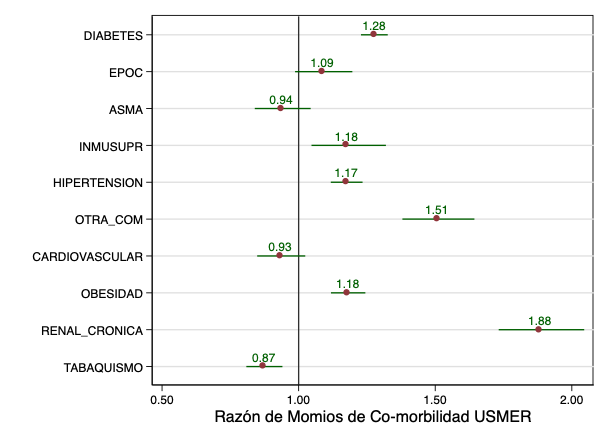 DIABETES 1.28
EPOC 1.09
ASMA 0.94
INMUSUPR 1.18
HIPERTENSION 1.17
OTRA_COM 1.51
CARDIOVASCULAR 0.93
OBESIDAD 1.18
RENAL_CRONICA 1.88
TABAQUISMO 0.87
0.50 1.00 1.50 2.00
Razón de Momios de Co-morbilidad USMER